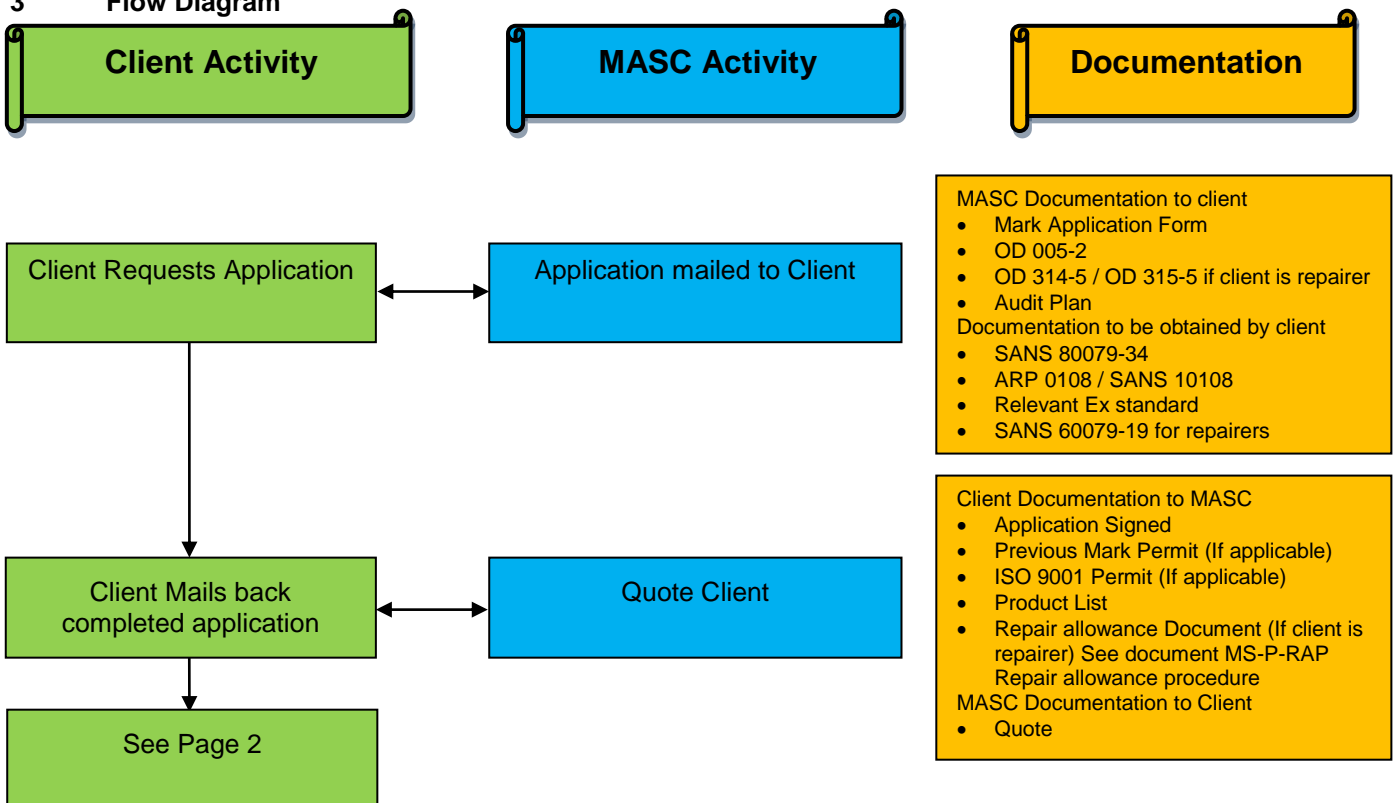 3 Flow Diagram
Client Activity
MASC Activity
Documentation
Client Requests Application
Application mailed to Client
MASC Documentation to client
• Mark Application Form
• OD 005-2
• OD 314-5 / OD 315-5 if client is repairer
• Audit Plan
Documentation to be obtained by client
• SANS 80079-34
• ARP 0108 / SANS 10108
• Relevant Ex standard
• SANS 60079-19 for repairers
Client Mails back
completed application
Quote Client
Client Documentation to MASC
• Application Signed
• Previous Mark Permit (If applicable)
• ISO 9001 Permit (If applicable)
• Product List
• Repair allowance Document (If client is
repairer) See document MS-P-RAP
Repair allowance procedure
MASC Documentation to Client
• Quote
See Page 2